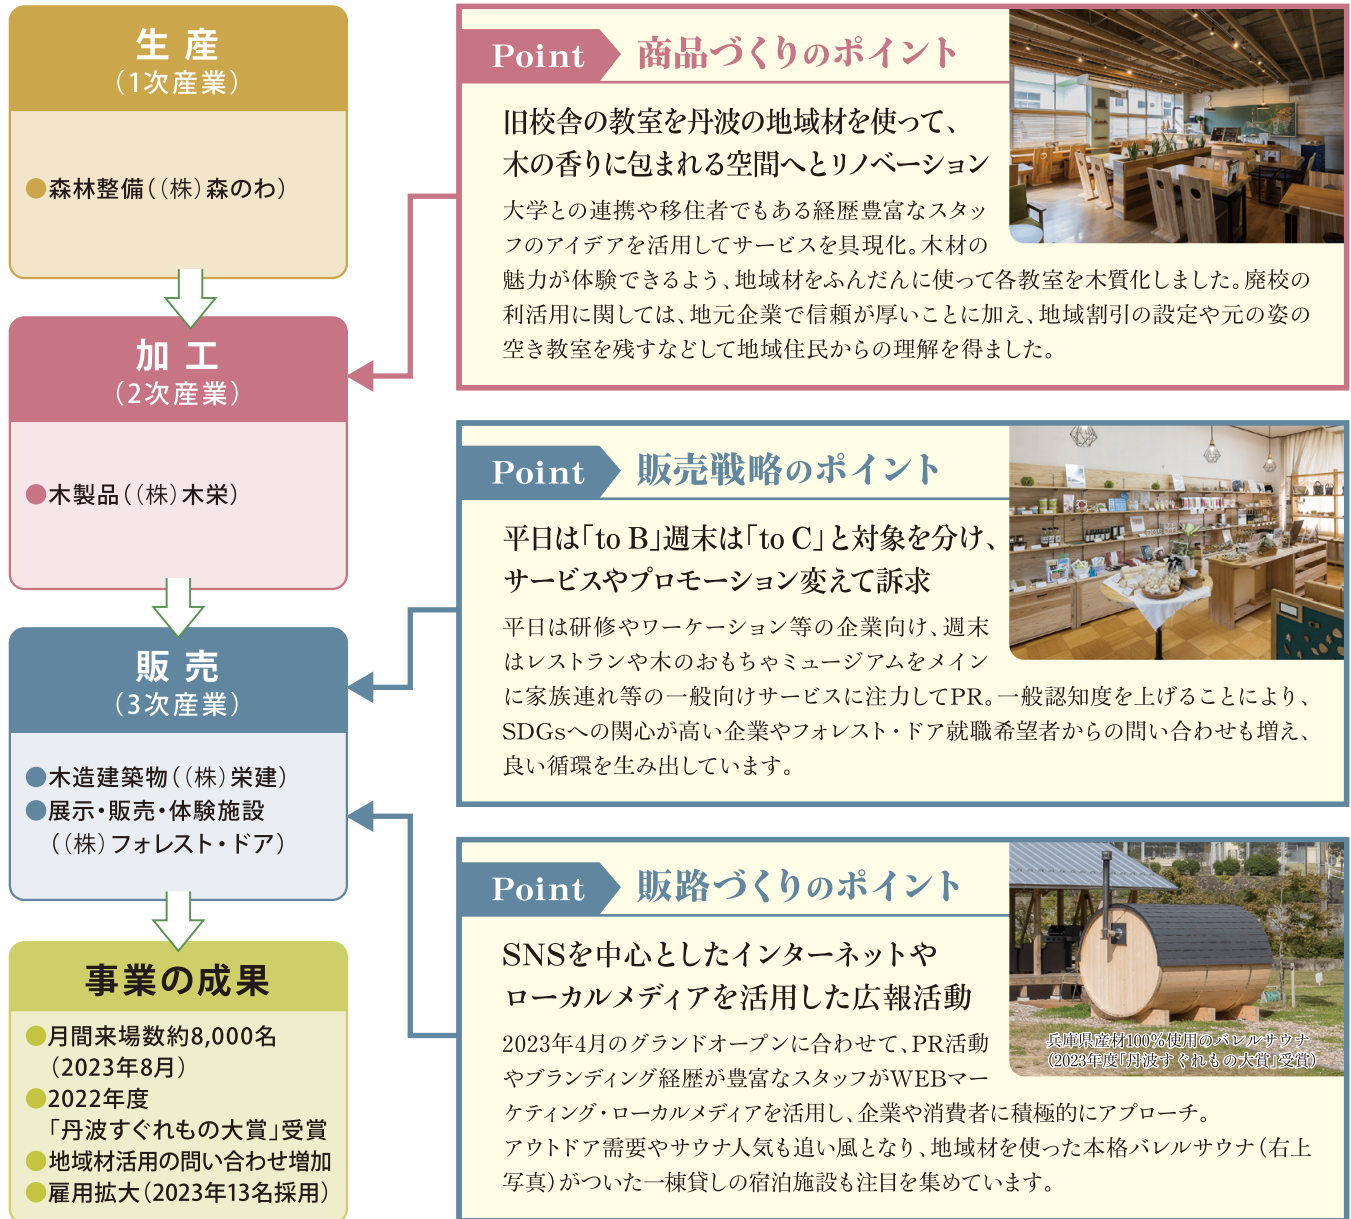 生産
(1次産業)
●森林整備((株)森のわ)
加工
(2次産業)
●木製品((株)木栄)
販売
(3次産業)
●木造建築物((株)栄建)
●展示・販売・体験施設
((株)フォレスト・ドア)
事業の成果
●月間来場数約8,000名
(2023年8月)
●2022年度
「丹波すぐれもの大賞」受賞
●地域材活用の問い合わせ増加
●雇用拡大(2023年13名採用)
Point 商品づくりのポイント
旧校舎の教室を丹波の地域材を使って、
木の香りに包まれる空間へとリノベーション
大学との連携や移住者でもある経歴豊富なスタッ
フのアイデアを活用してサービスを具現化。木材の
魅力が体験できるよう、地域材をふんだんに使って各教室を木質化しました。廃校の
利活用に関しては、地元企業で信頼が厚いことに加え、地域割引の設定や元の姿の
空き教室を残すなどして地域住民からの理解を得ました。
Point 販売戦略のポイント
平日は「to B」週末は「to C」と対象を分け、
サービスやプロモーション変えて訴求
平日は研修やワーケーション等の企業向け、週末
はレストランや木のおもちゃミュージアムをメイン
に家族連れ等の一般向けサービスに注力してPR。一般認知度を上げることにより、
SDGsへの関心が高い企業やフォレスト・ドア就職希望者からの問い合わせも増え、
良い循環を生み出しています。
Point 販路づくりのポイント
SNSを中心としたインターネットや
ローカルメディアを活用した広報活動
2023年4月のグランドオープンに合わせて、PR活動
やブランディング経歴が豊富なスタッフがWEBマー
ケティング・ローカルメディアを活用し、企業や消費者に積極的にアプローチ。
アウトドア需要やサウナ人気も追い風となり、地域材を使った本格バレルサウナ(右上
写真)がついた一棟貸しの宿泊施設も注目を集めています。
兵庫県産材100%使用のバレルサウナ
(2023年度「丹波すぐれもの大賞」受賞)